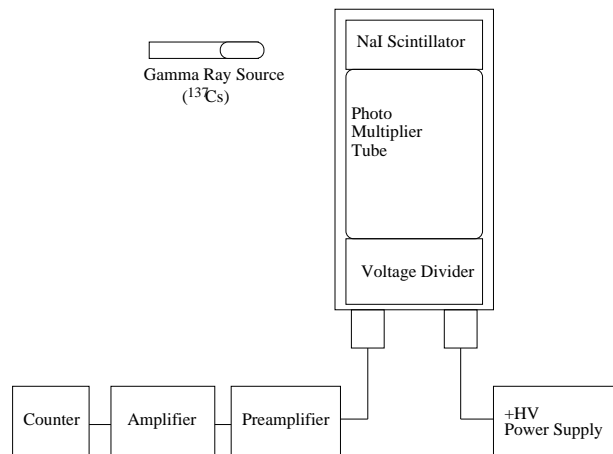 NaI Scintillator
Gamma Ray Source
(137Cs)
Photo
Multiplier
Tube
Voltage Divider
Counter
Amplifier
Preamplifier
+HV
Power Supply